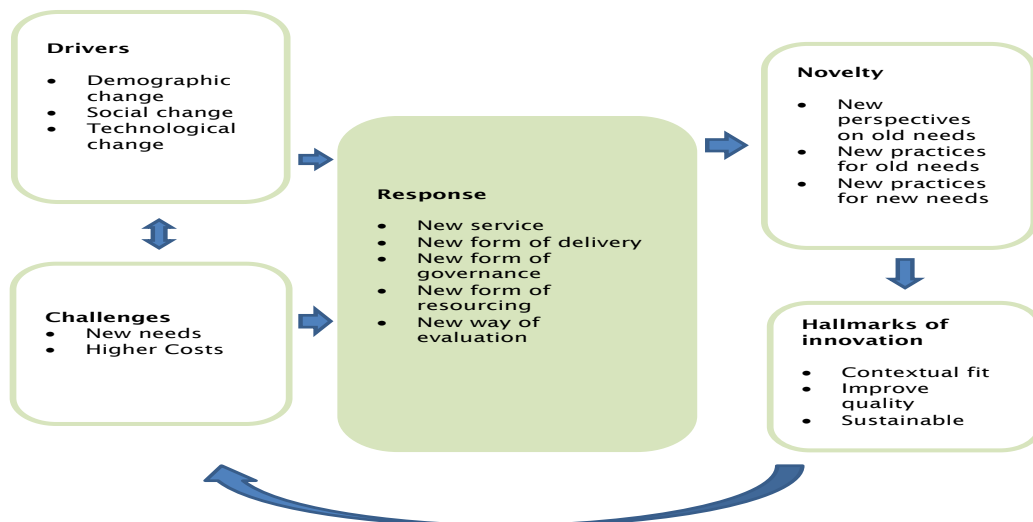 Drivers
• Demographic
change
• Social change
• Technological
change
Challenges
• New needs
• Higher Costs
Response
• New service
• New form of delivery
• New form of
governance
• New form of
resourcing
• New way of
evaluation
Novelty
• New
perspectives
on old needs
• New practices
for old needs
• New practices
for new needs
Hallmarks of
innovation
• Contextual fit
• Improve
quality
• Sustainable